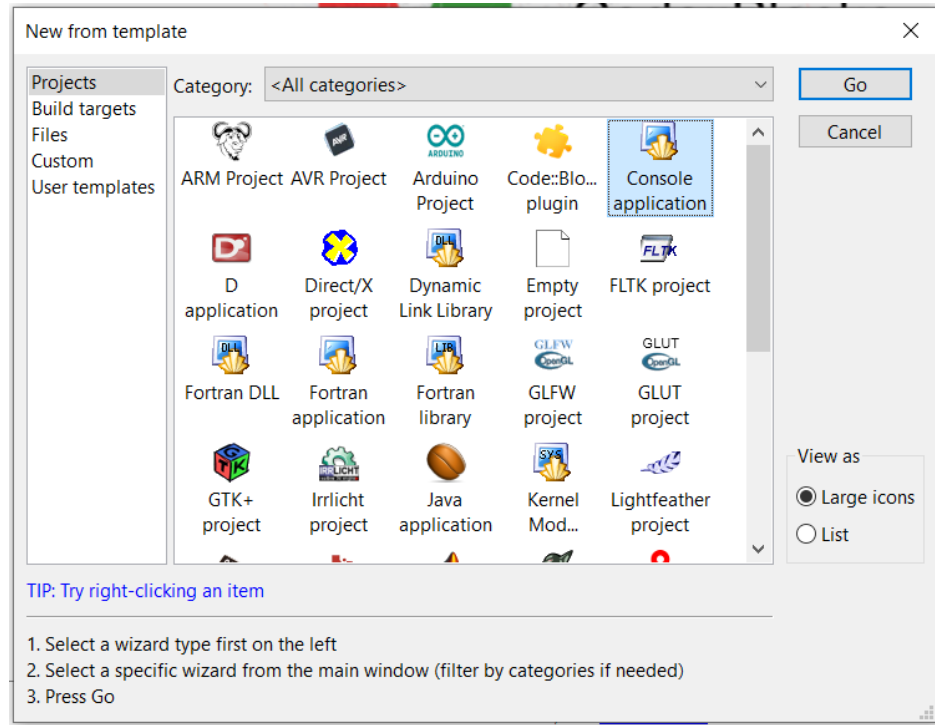 New from template
Projects
Build targets
Files
Custom
User templates
Category: <All categories>
Go
Cancel
AVR
ARDUINO
ARM Project AVR Project Arduino Project Code::Blo... plugin Console application
DLL
FLTK
D application Direct/X project Dynamic Link Library Empty project FLTK project
DLL
LIB
GLFW
OpenGL
GLUT
OpenGL
Fortran DLL Fortran application Fortran library GLFW project GLUT project
GTK
IRRLICHT
SYS
GTK+ project Irrlicht project Java application Kernel Mod... Lightfeather project
View as
Large icons
List
TIP: Try right-clicking an item
1. Select a wizard type first on the left
2. Select a specific wizard from the main window (filter by categories if needed)
3. Press Go